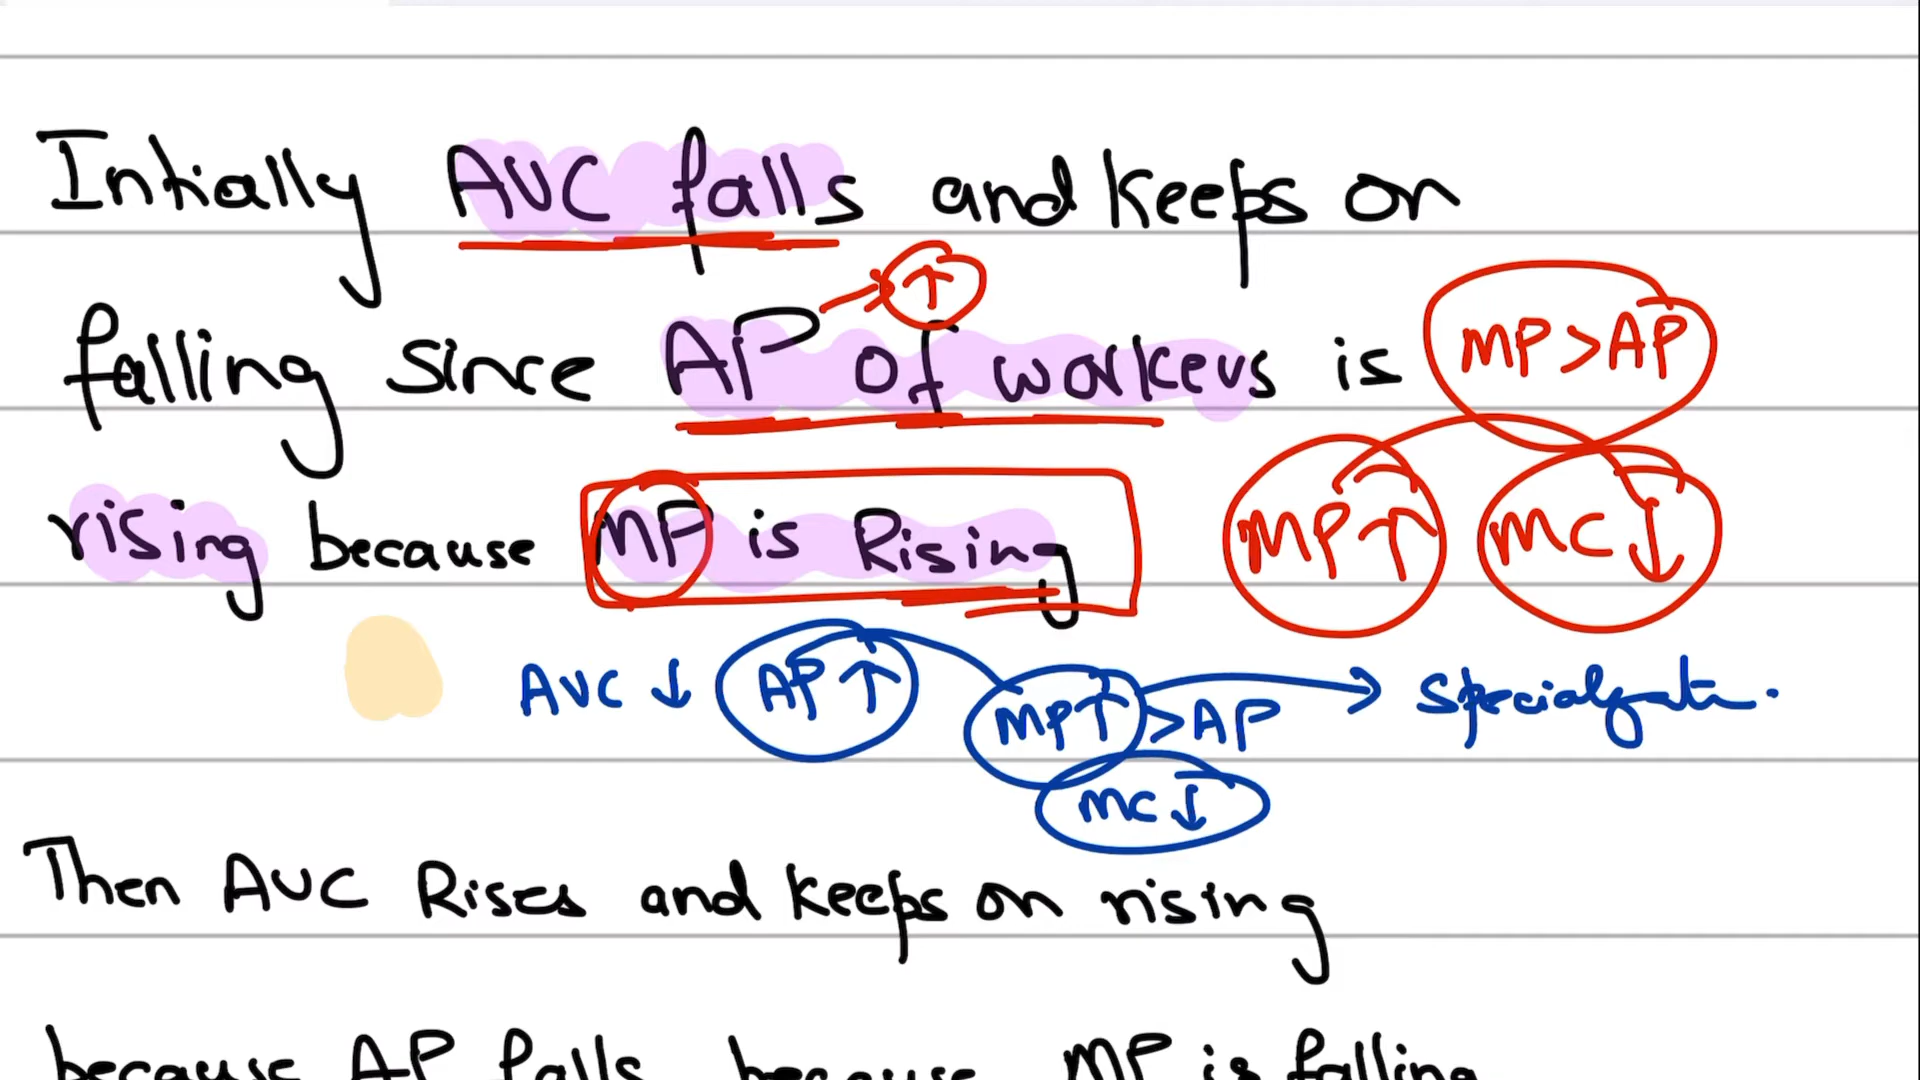 Intially AVC falls and keeps on
↑
falling since AP of workers is MP>AP
rising because MP is Rising MP↑ MC↓
AVC ↓ AP↑ MP↑ >AP →
MC↓
Then AVC Rises and keeps on rising
because AP falls because MP is falling